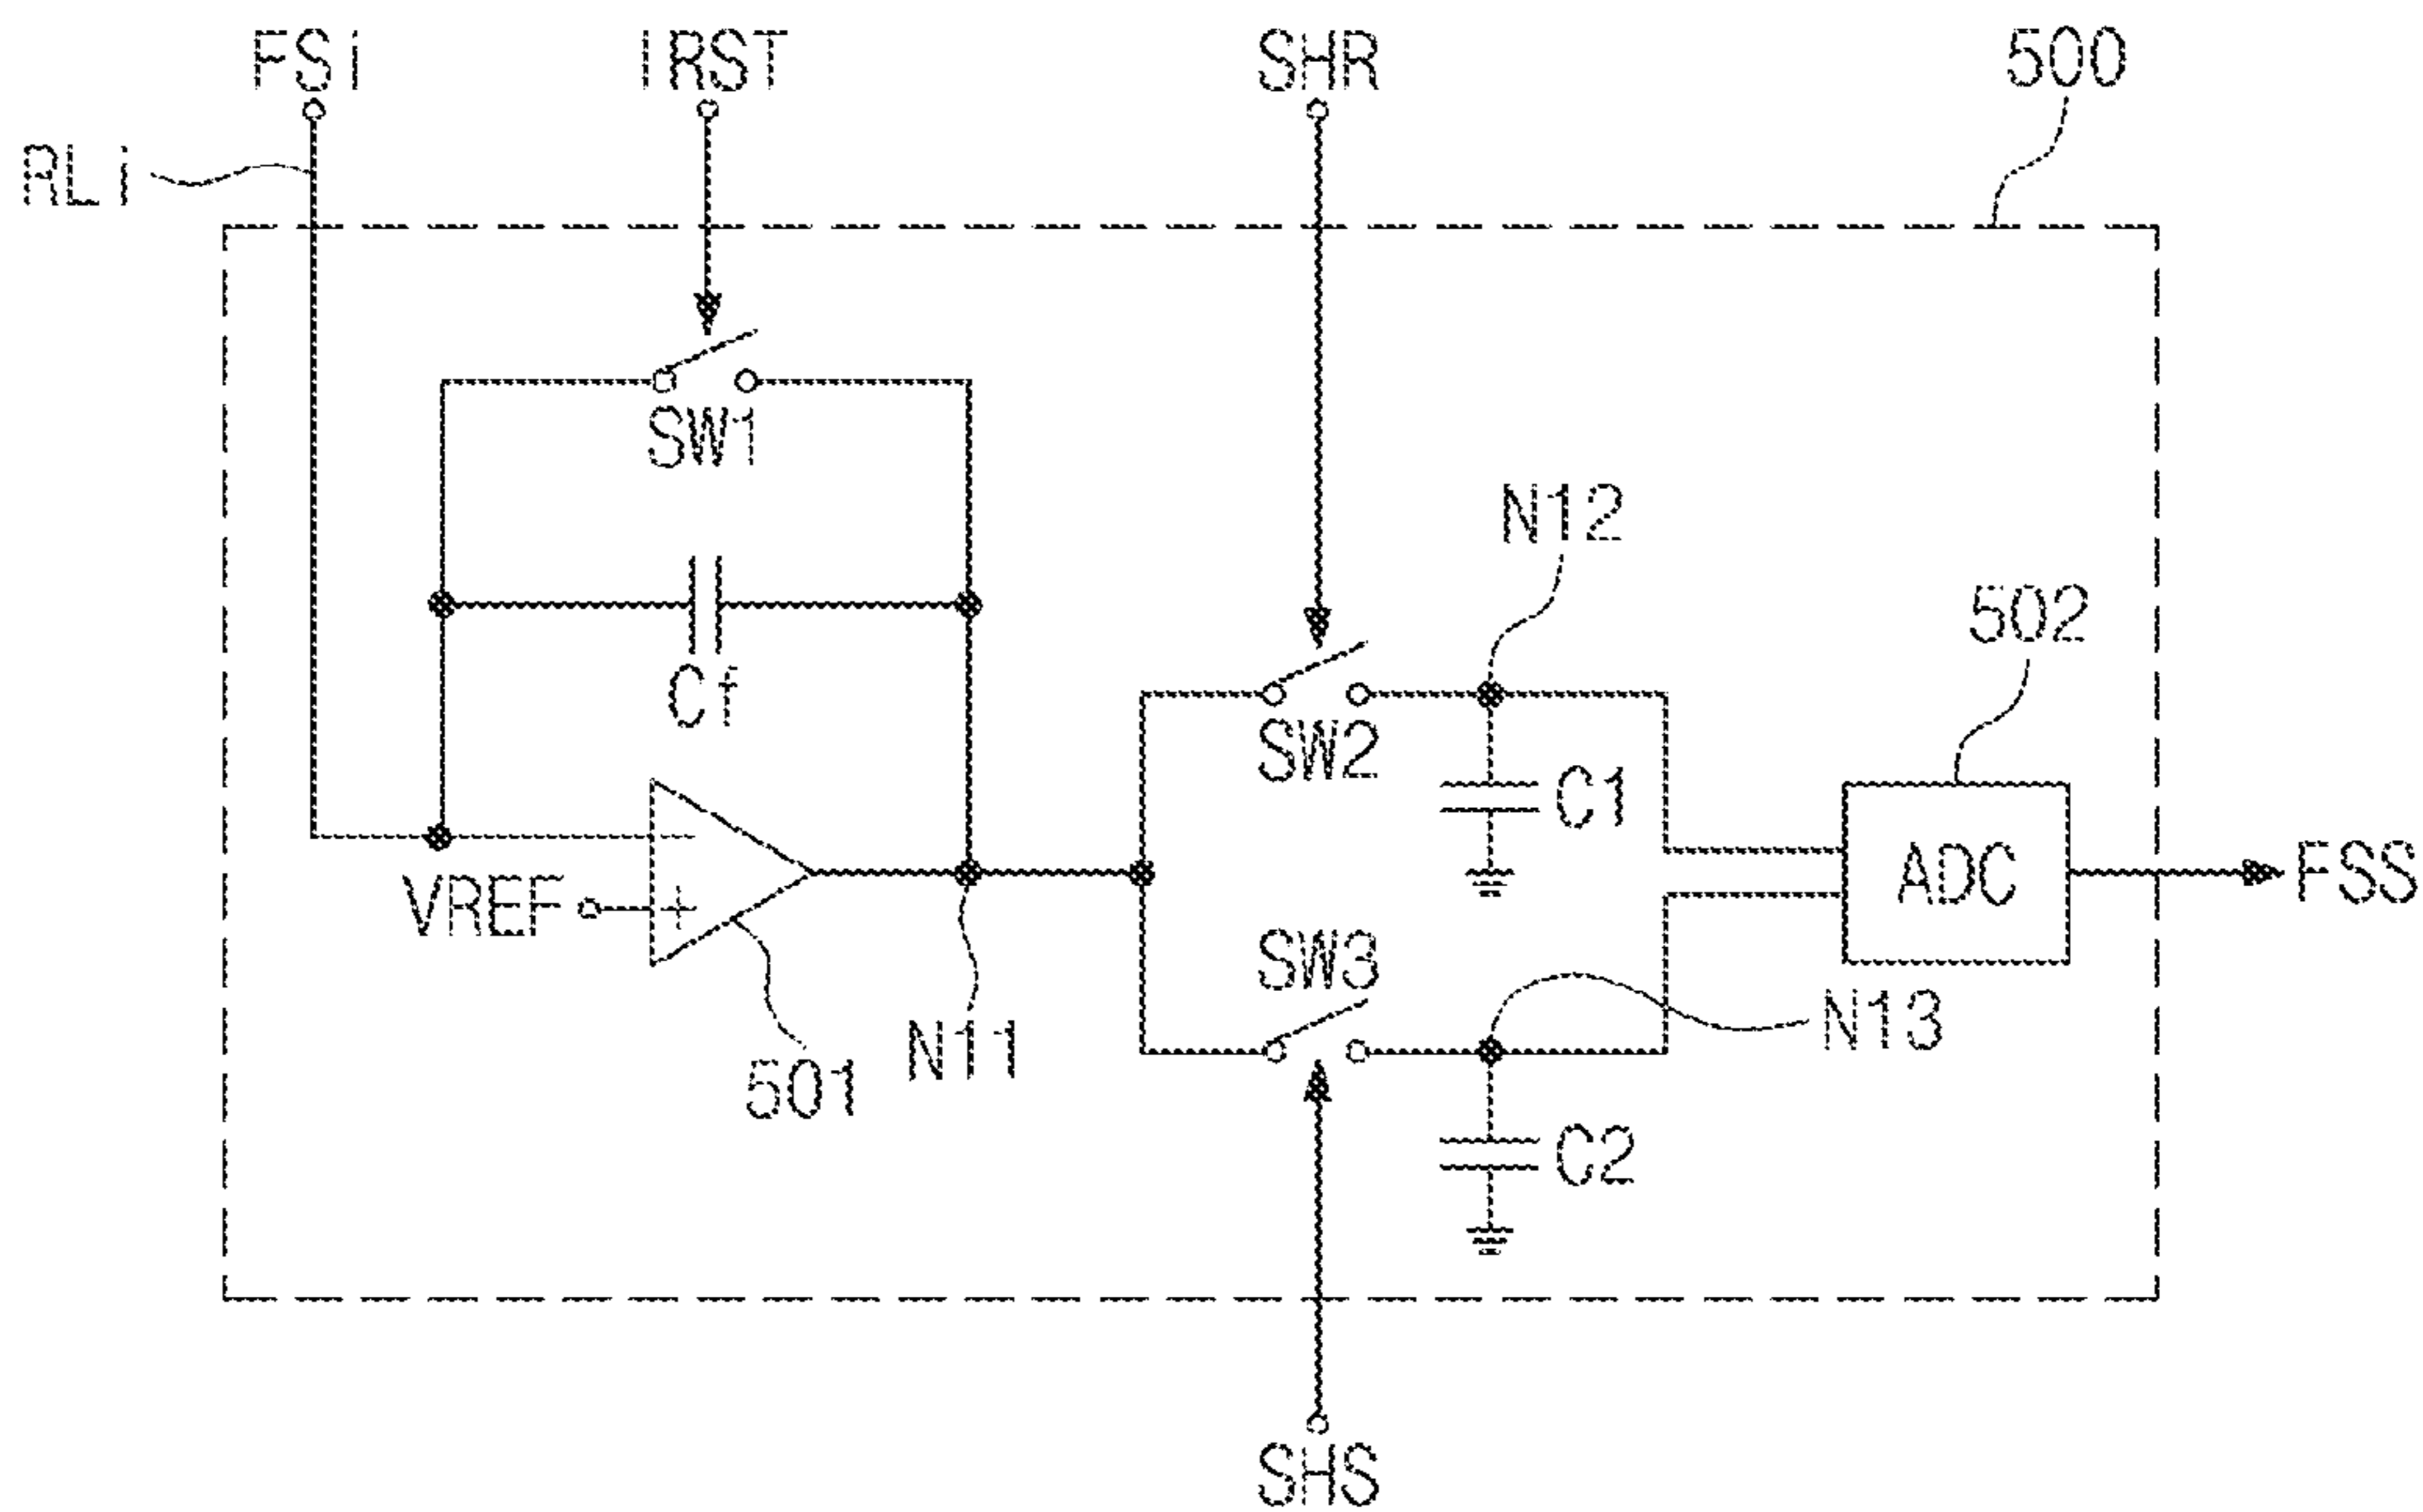 FSi IRST SHR 500
RLi
SW1
N12
502
Cf
SW2
C1
ADC
FSS
VREF
SW3
N13
N11
501
C2
SHS